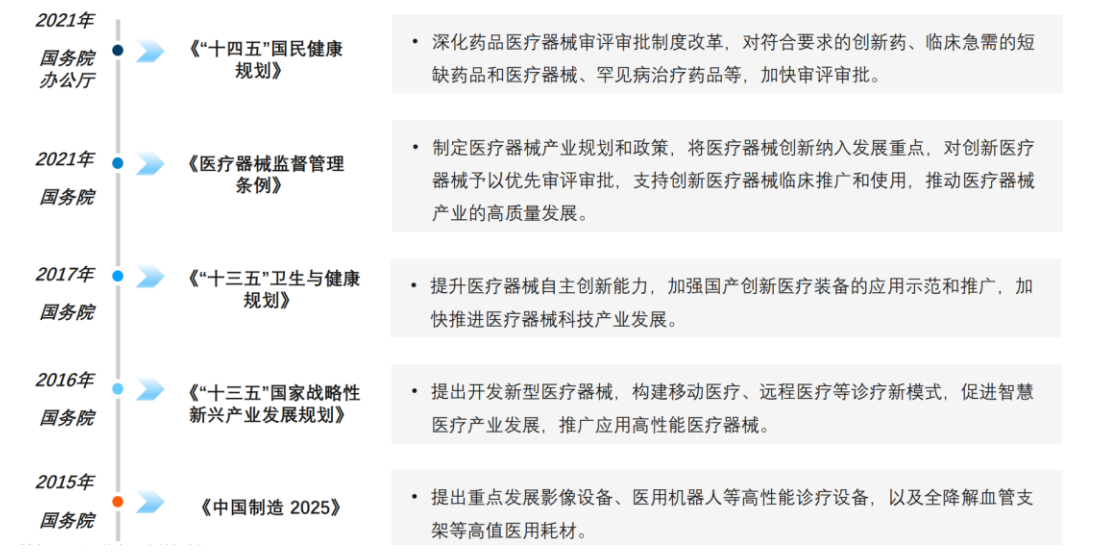 2021年
国务院
办公厅
《“十四五”国民健康
规划》
• 深化药品医疗器械审评审批制度改革，对符合要求的创新药、临床急需的短
缺药品和医疗器械、罕见病治疗药品等，加快审评审批。
2021年
国务院
《医疗器械监督管理
条例》
• 制定医疗器械产业规划和政策，将医疗器械创新纳入发展重点，对创新医疗
器械予以优先审评审批，支持创新医疗器械临床推广和使用，推动医疗器械
产业的高质量发展。
2017年
国务院
《“十三五”卫生与健康
规划》
• 提升医疗器械自主创新能力，加强国产创新医疗装备的应用示范和推广，加
快推进医疗器械科技产业发展。
2016年
国务院
《“十三五”国家战略性
新兴产业发展规划》
• 提出开发新型医疗器械，构建移动医疗、远程医疗等诊疗新模式，促进智慧
医疗产业发展，推广应用高性能医疗器械。
2015年
国务院
《中国制造 2025》
• 提出重点发展影像设备、医用机器人等高性能诊疗设备，以及全降解血管支
架等高值医用耗材。